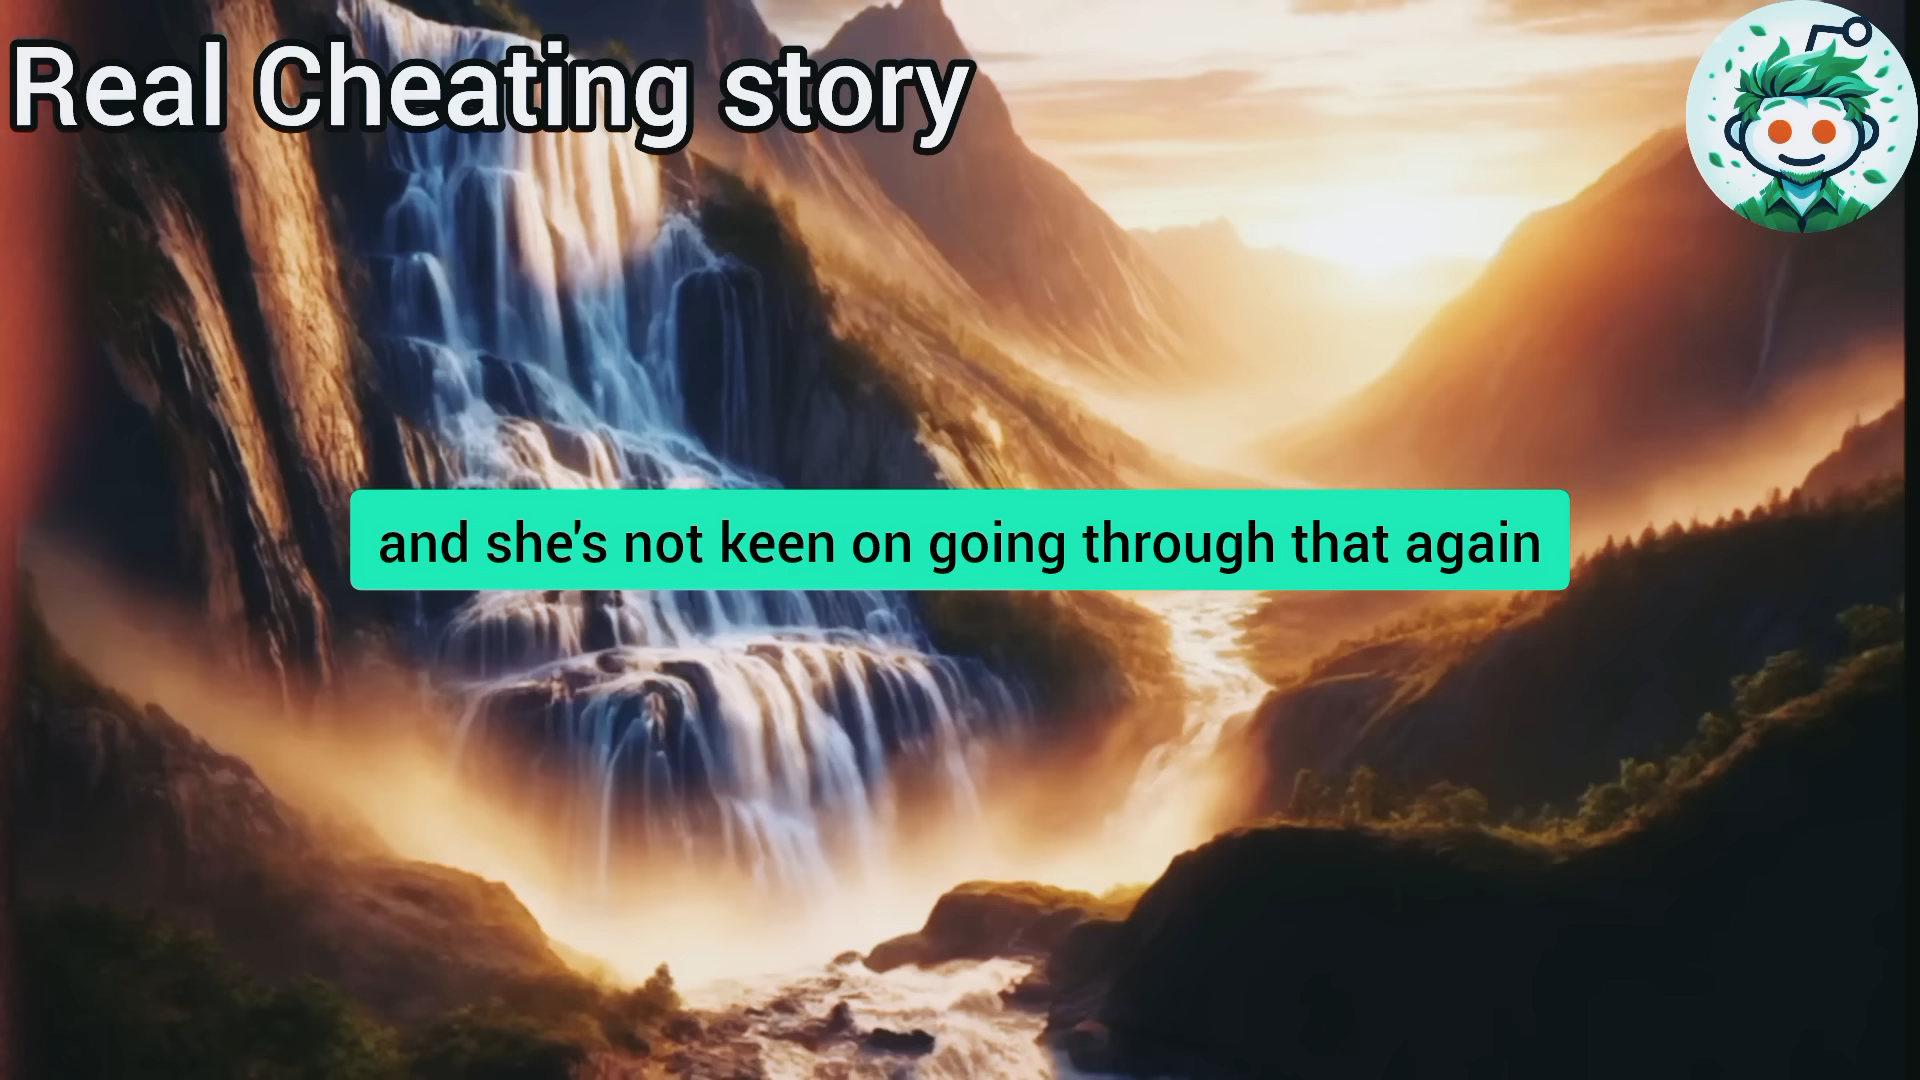 Real Cheating story
and she's not keen on going through that again